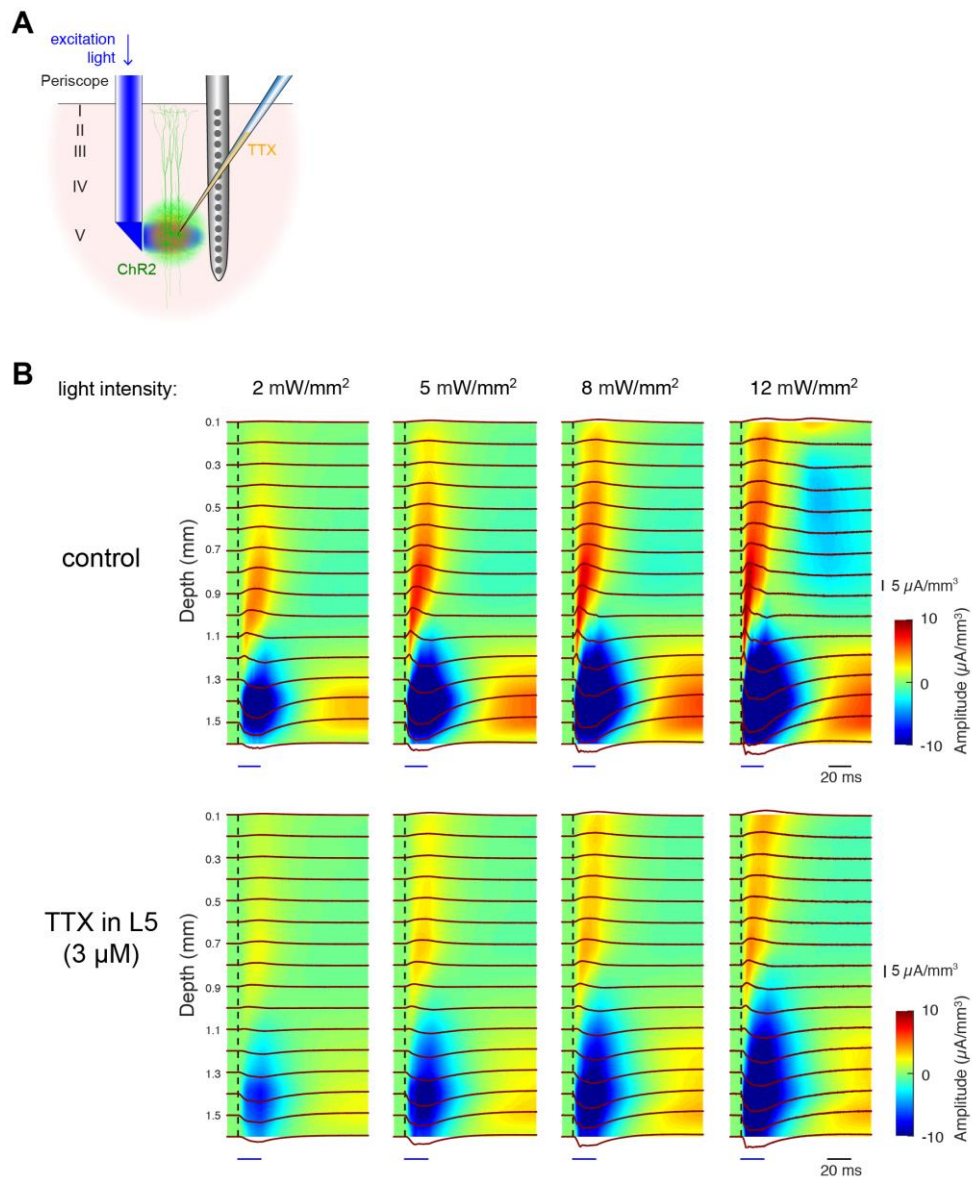 A
excitation
light
Periscope
I
II
III
IV
V
TTX
ChR2
B
light intensity:
2 mW/mm²
5 mW/mm²
8 mW/mm²
12 mW/mm²
control
Depth (mm)
0.1
0.3
0.5
0.7
0.9
1.1
1.3
1.5
5 µA/mm³
10
0
-10
Amplitude (µA/mm³)
20 ms
TTX in L5
(3 µM)
Depth (mm)
0.1
0.3
0.5
0.7
0.9
1.1
1.3
1.5
5 µA/mm³
10
0
-10
Amplitude (µA/mm³)
20 ms